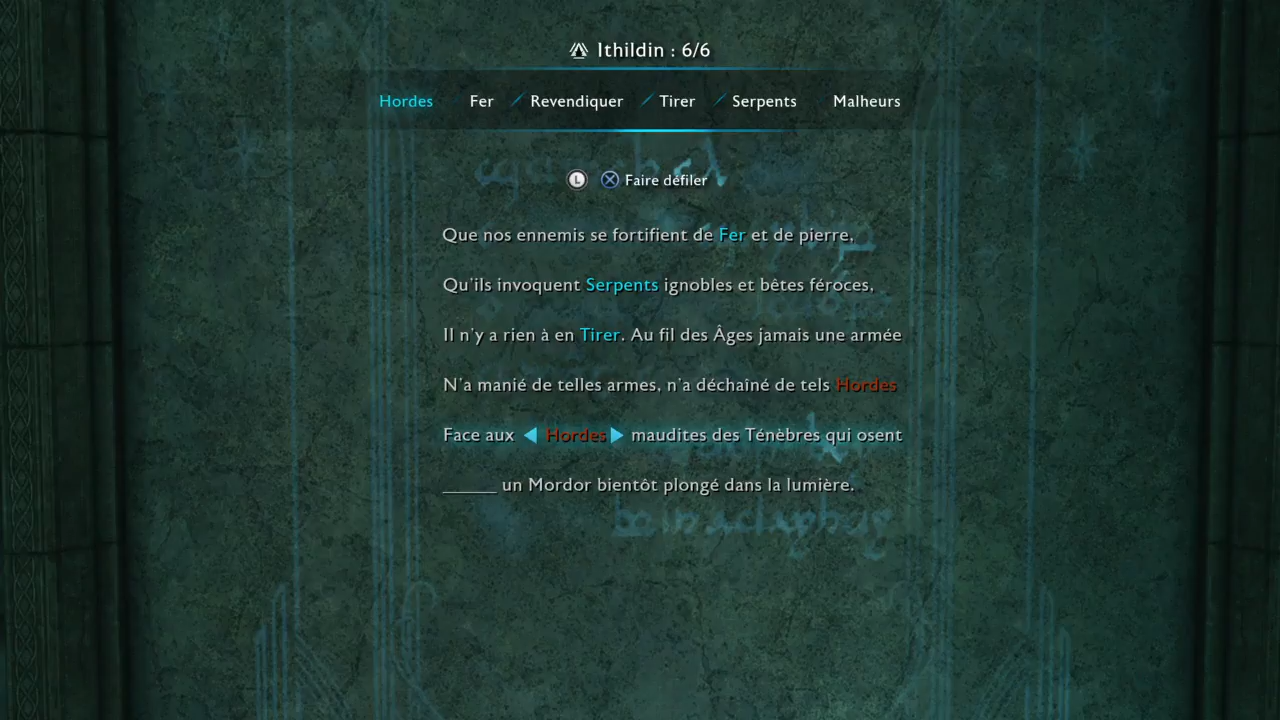 Ithildin : 6/6
Hordes Fer Revendiquer Tirer Serpents Malheurs
L Faire défiler
Que nos ennemis se fortifient de Fer et de pierre,
Qu'ils invoquent Serpents ignobles et bêtes féroces,
Il n'y a rien à en Tirer. Au fil des Âges jamais une armée
N'a manié de telles armes, n'a déchaîné de tels Hordes
Face aux Hordes maudites des Ténèbres qui osent
______ un Mordor bientôt plongé dans la lumière.